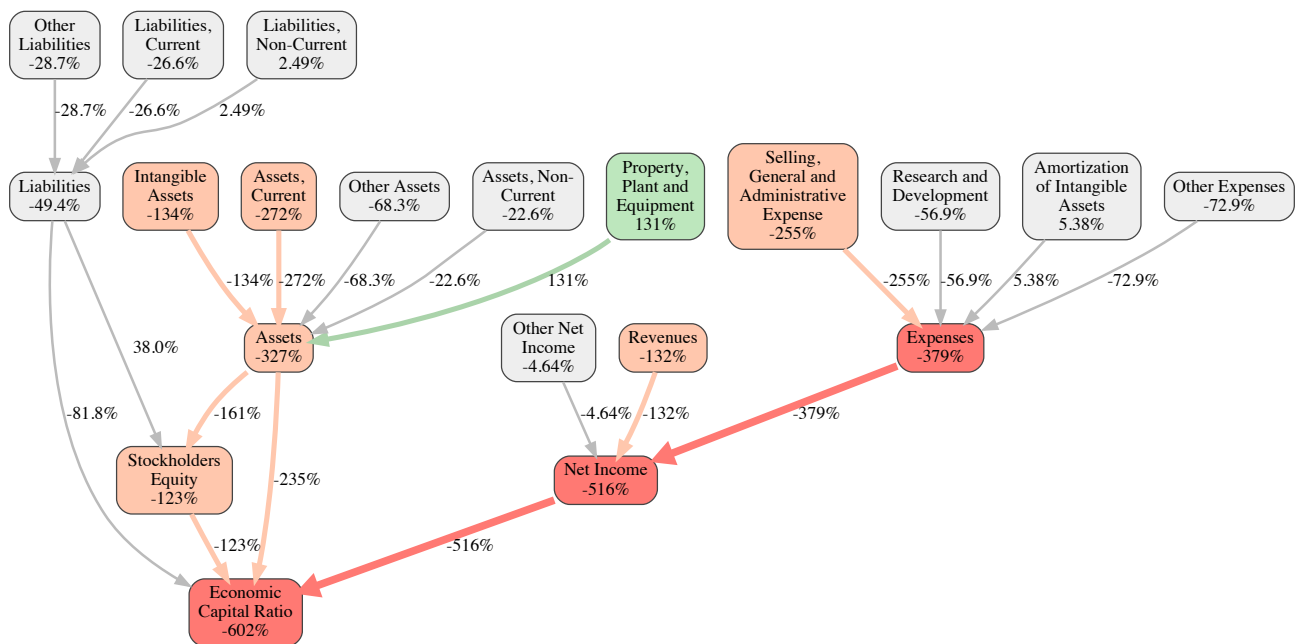 Other
Liabilities
-28.7%
Liabilities,
Current
-26.6%
Liabilities,
Non-Current
2.49%
-28.7%
-26.6%
2.49%
Liabilities
-49.4%
Intangible
Assets
-134%
Assets,
Current
-272%
Other Assets
-68.3%
Assets, Non-
Current
-22.6%
Property,
Plant and
Equipment
131%
Selling,
General and
Administrative
Expense
-255%
Research and
Development
-56.9%
Amortization
of Intangible
Assets
5.38%
Other Expenses
-72.9%
-134%
-272%
-68.3%
-22.6%
131%
-255%
-56.9%
5.38%
-72.9%
38.0%
Assets
-327%
Other Net
Income
-4.64%
Revenues
-132%
Expenses
-379%
-81.8%
-161%
-4.64%
-132%
-379%
Stockholders
Equity
-123%
-235%
Net Income
-516%
-123%
-516%
Economic
Capital Ratio
-602%